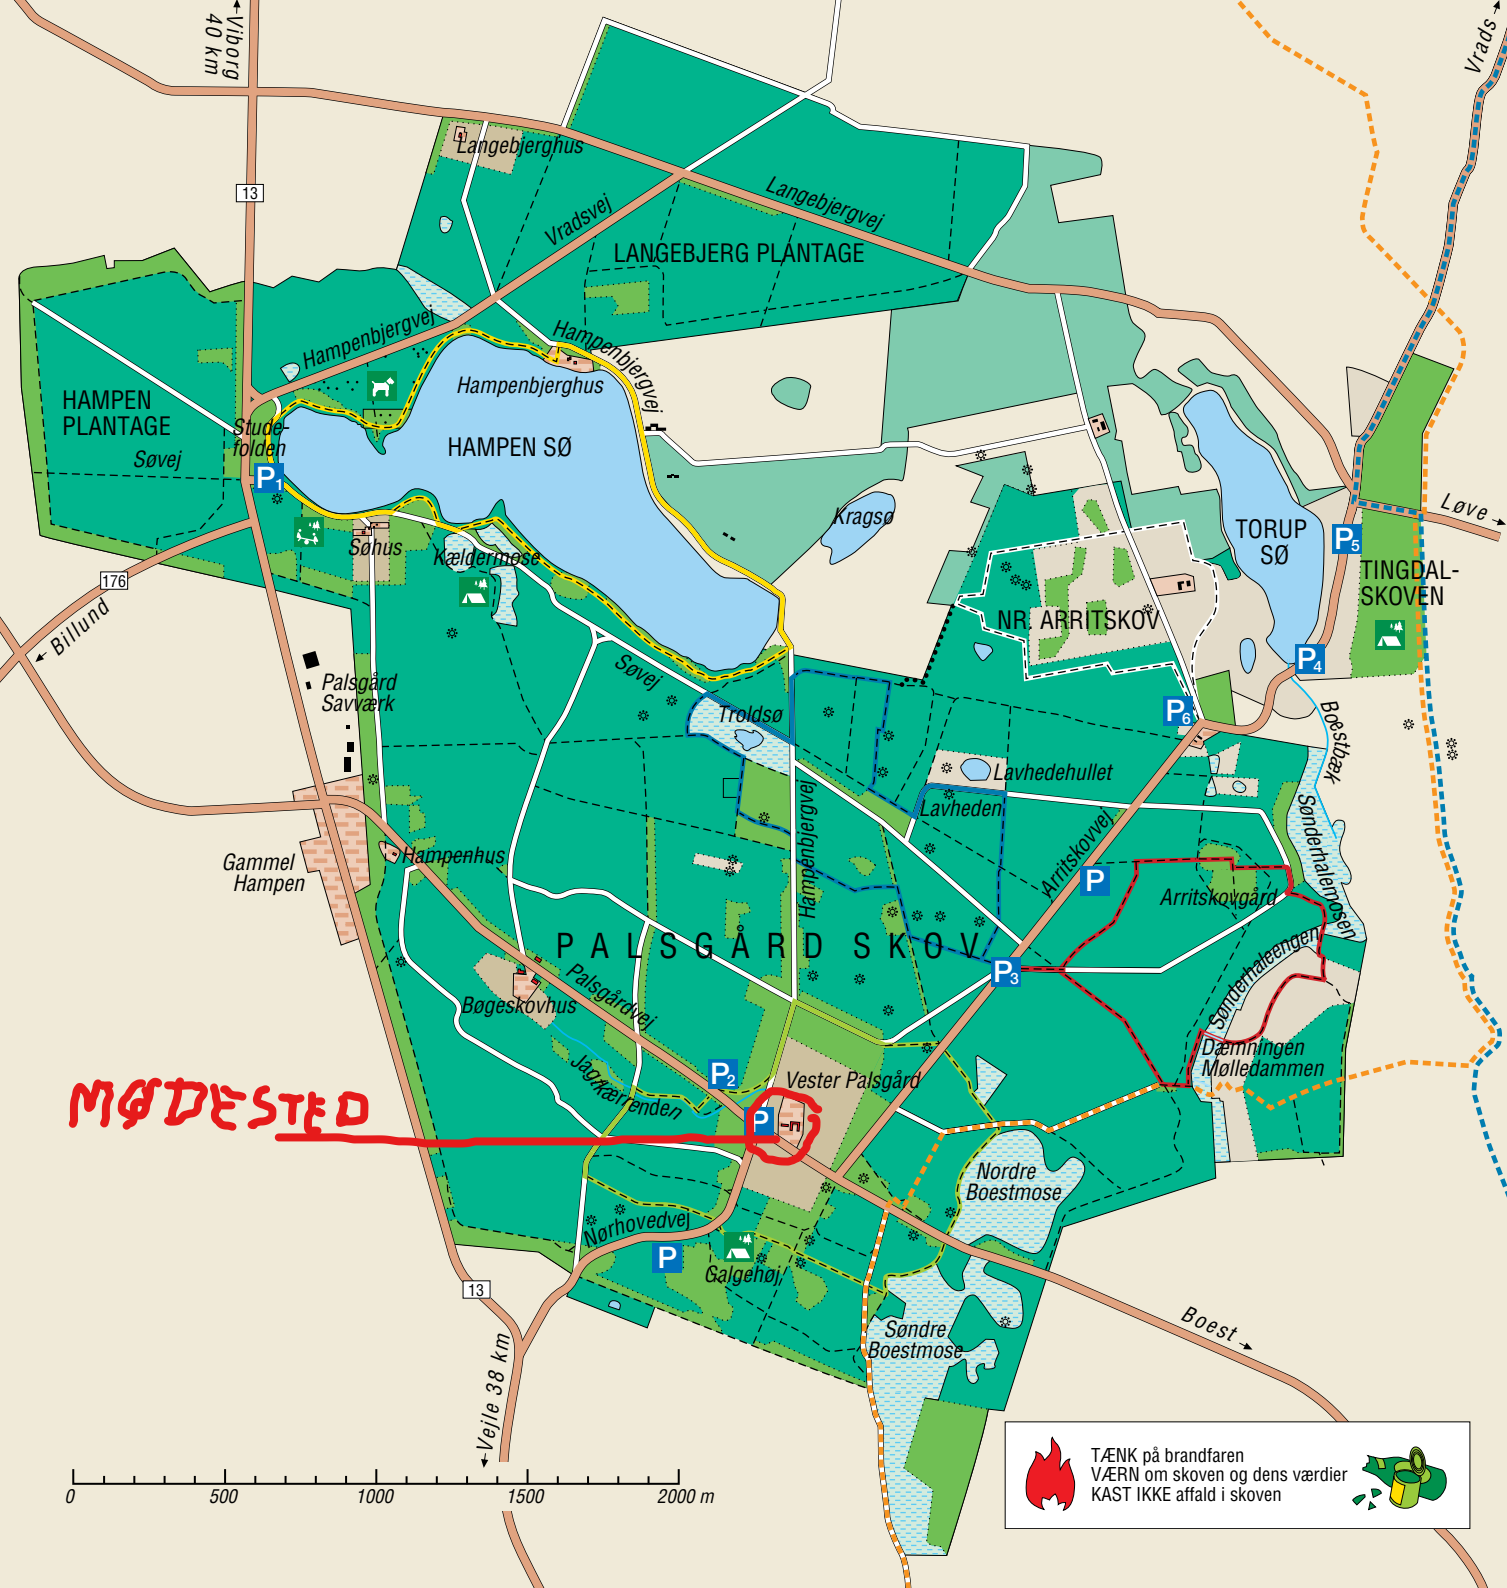 Viborg
40 km
Vrads
13
Langebjerghus
Langebjergvej
Vradsvej
LANGEBJERG PLANTAGE
Hampenbjergvej
Hampenbjergvej
HAMPEN
PLANTAGE
Hampenbjerghus
Stude-
folden
HAMPEN SØ
Søvej
P1
Løve
Kragsø
TORUP
SØ
P5
Søhus
Kældermose
TINGDAL-
SKOVEN
176
Billund
NR. ARRITSKOV
P4
Søvej
Palsgård
Savværk
Troldsø
P6
Boestbæk
Lavhedehullet
Lavheden
Hampenbjergvej
Arritskovvej
Sønderhalemosen
Gammel
Hampen
Hampenhus
P
Arritskovgård
PALSGÅRD SKOV
Sønderhaleengen
P3
Palsgårdvej
Bøgeskovhus
Dæmningen
Mølledammen
Jagtkærrenden
P2
Vester Palsgård
MØDESTED
P
Nordre
Boestmose
Nørhovedvej
P
Galgehøj
13
Søndre
Boestmose
Boest
Vejle 38 km
TÆNK på brandfaren
VÆRN om skoven og dens værdier
KAST IKKE affald i skoven
0 500 1000 1500 2000 m